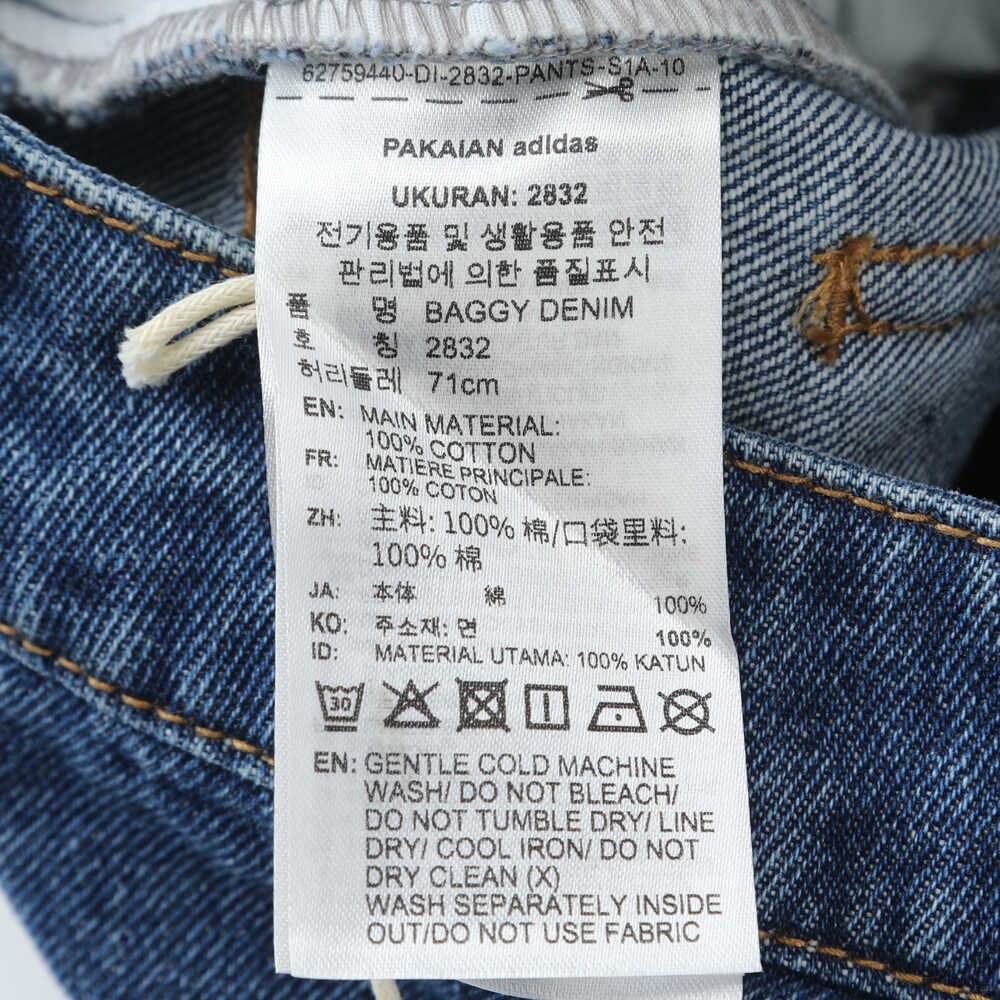 62759440-DI-2832-PANTS-S1A-10
PAKAIAN adidas
UKURAN: 2832
전기용품 및 생활용품 안전
관리법에 의한 품질표시
품 명 BAGGY DENIM
호 칭 2832
허리둘레 71cm
EN: MAIN MATERIAL:
100% COTTON
FR: MATIERE PRINCIPALE:
100% COTON
ZH: 主料: 100% 棉/口袋里料:
100% 棉
JA: 本体 綿 100%
KO: 주소재: 면 100%
ID: MATERIAL UTAMA: 100% KATUN
30
EN: GENTLE COLD MACHINE
WASH/ DO NOT BLEACH/
DO NOT TUMBLE DRY/ LINE
DRY/ COOL IRON/ DO NOT
DRY CLEAN (X)
WASH SEPARATELY INSIDE
OUT/DO NOT USE FABRIC